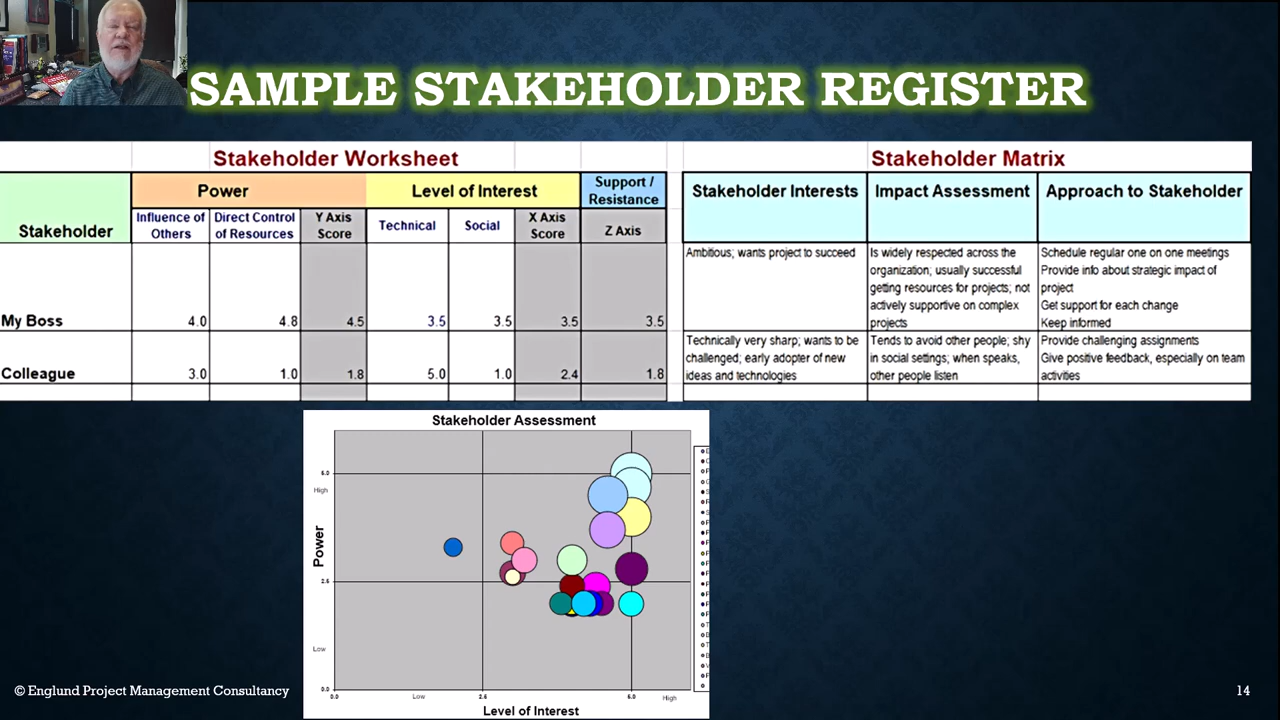 SAMPLE STAKEHOLDER REGISTER
Stakeholder Worksheet
Stakeholder
Power
Level of Interest
Support /
Resistance
Influence of
Others
Direct Control
of Resources
Y Axis
Score
Technical
Social
X Axis
Score
Z Axis
My Boss 4.0 4.8 4.5 3.5 3.5 3.5 3.5
Colleague 3.0 1.0 1.8 5.0 1.0 2.4 1.8
Stakeholder Matrix
Stakeholder Interests
Impact Assessment
Approach to Stakeholder
Ambitious; wants project to succeed
Is widely respected across the
organization; usually successful
getting resources for projects; not
actively supportive on complex
projects
Schedule regular one on one meetings
Provide info about strategic impact of
project
Get support for each change
Keep informed
Technically very sharp; wants to be
challenged; early adopter of new
ideas and technologies
Tends to avoid other people; shy
in social settings; when speaks,
other people listen
Provide challenging assignments
Give positive feedback, especially on team
activities
Stakeholder Assessment
Power
High
Low
0.0
0.0
Low
High
Level of Interest
© Englund Project Management Consultancy
14